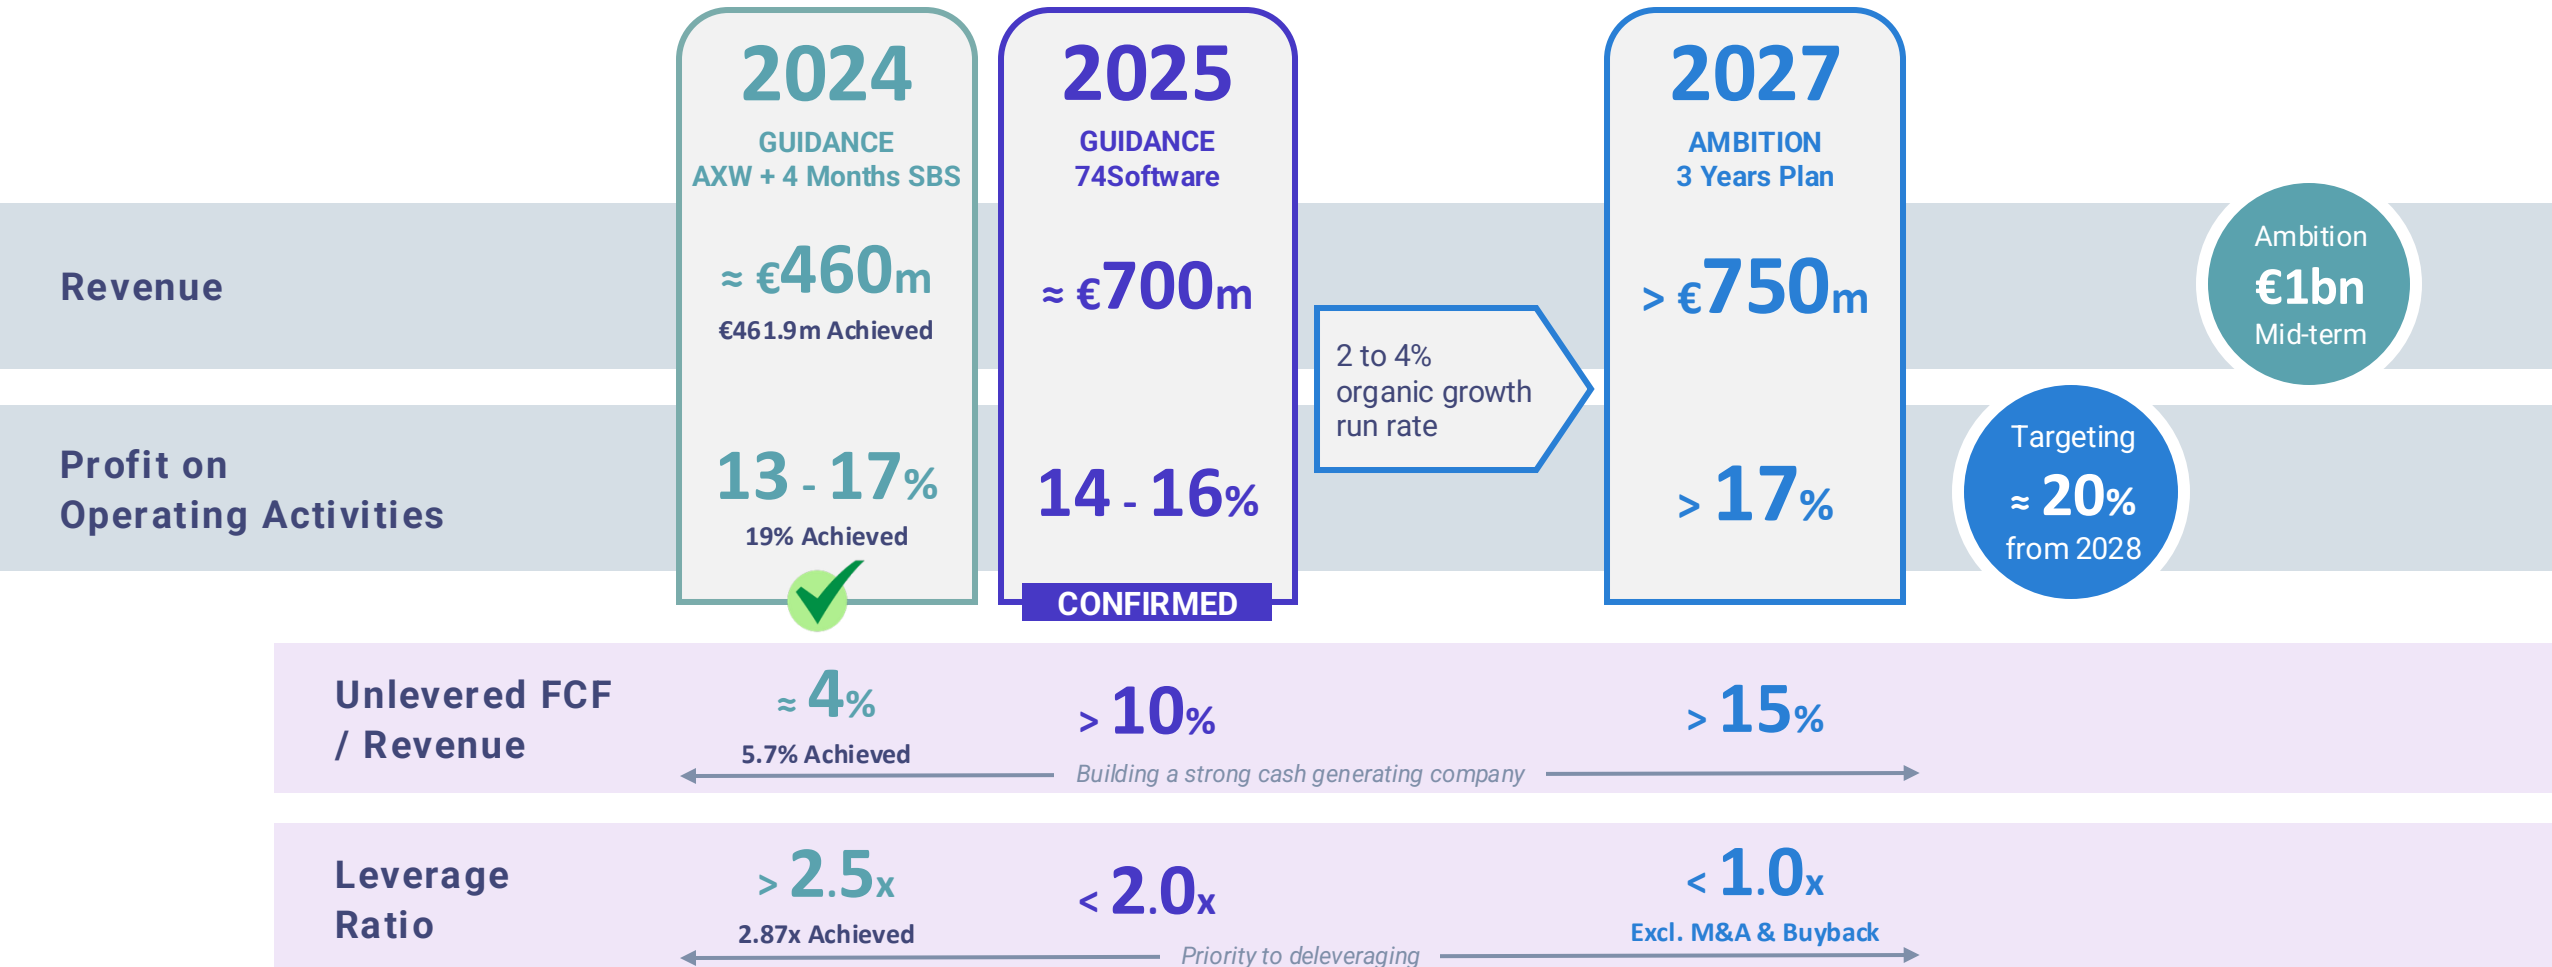 2024
GUIDANCE
AXW + 4 Months SBS
2025
GUIDANCE
74Software
2027
AMBITION
3 Years Plan
Revenue
≈ €460m
€461.9m Achieved
≈ €700m
> €750m
Ambition
€1bn
Mid-term
2 to 4%
organic growth
run rate
Profit on
Operating Activities
13 - 17%
19% Achieved
14 - 16%
CONFIRMED
> 17%
Targeting
≈ 20%
from 2028
Unlevered FCF
/ Revenue
≈ 4%
5.7% Achieved
> 10%
> 15%
Building a strong cash generating company
Leverage
Ratio
> 2.5x
2.87x Achieved
< 2.0x
< 1.0x
Excl. M&A & Buyback
Priority to deleveraging